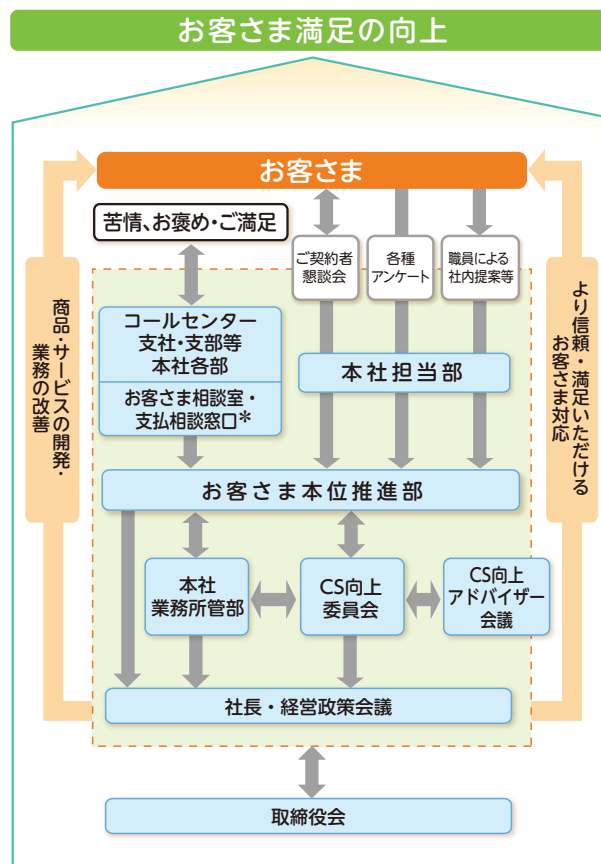 お客さま満足の向上
お客さま
苦情、お褒め・ご満足
ご契約者
懇談会
各種
アンケート
職員による
社内提案等
商品・サービスの開発・
業務の改善
より信頼・満足いただける
お客さま対応
コールセンター
支社・支部等
本社各部
お客さま相談室・
支払相談窓口*
本社担当部
お客さま本位推進部
本社
業務所管部
CS向上
委員会
CS向上
アドバイザー
会議
社長・経営政策会議
取締役会